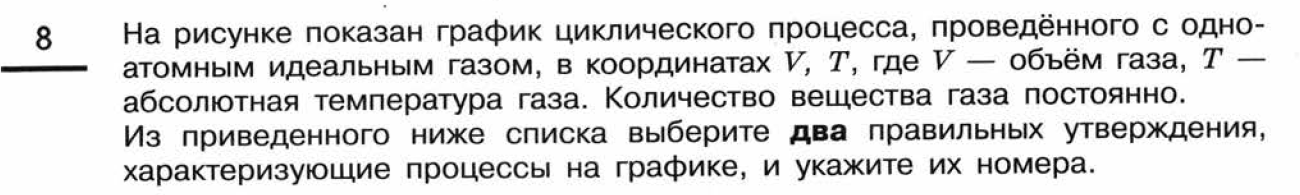 8
На рисунке показан график циклического процесса, проведённого с одно-
атомным идеальным газом, в координатах V, T, где V — объём газа, T —
абсолютная температура газа. Количество вещества газа постоянно.
Из приведенного ниже списка выберите два правильных утверждения,
характеризующие процессы на графике, и укажите их номера.